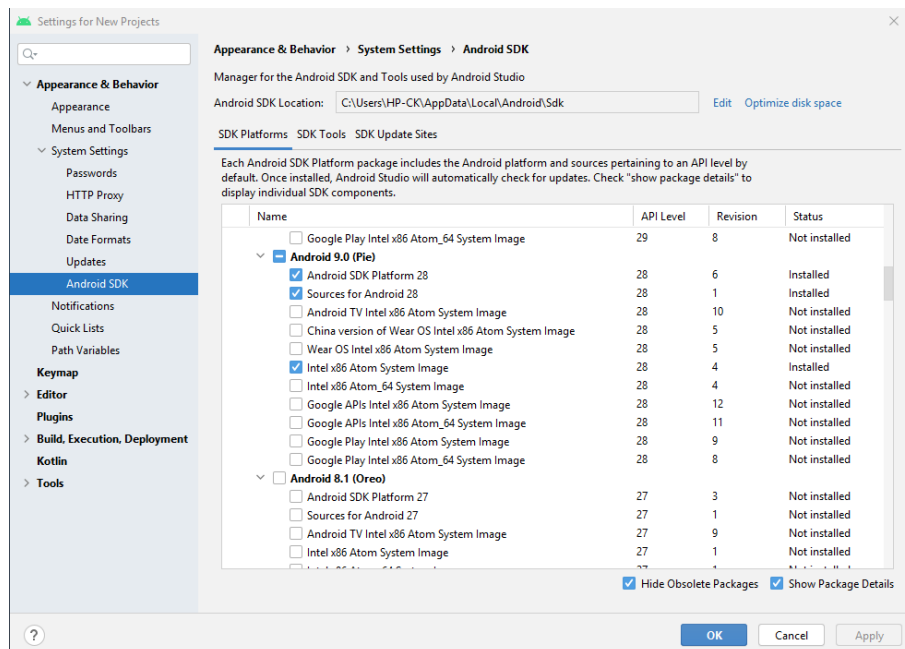 Settings for New Projects
Appearance & Behavior
Appearance
Menus and Toolbars
System Settings
Passwords
HTTP Proxy
Data Sharing
Date Formats
Updates
Android SDK
Notifications
Quick Lists
Path Variables
Keymap
Editor
Plugins
Build, Execution, Deployment
Kotlin
Tools
Appearance & Behavior › System Settings › Android SDK
Manager for the Android SDK and Tools used by Android Studio
Android SDK Location: C:\Users\HP-CK\AppData\Local\Android\Sdk Edit Optimize disk space
SDK Platforms SDK Tools SDK Update Sites
Each Android SDK Platform package includes the Android platform and sources pertaining to an API level by
default. Once installed, Android Studio will automatically check for updates. Check "show package details" to
display individual SDK components.
Name API Level Revision Status
Google Play Intel x86 Atom_64 System Image 29 8 Not installed
Android 9.0 (Pie)
Android SDK Platform 28 28 6 Installed
Sources for Android 28 28 1 Installed
Android TV Intel x86 Atom System Image 28 10 Not installed
China version of Wear OS Intel x86 Atom System Image 28 5 Not installed
Wear OS Intel x86 Atom System Image 28 5 Not installed
Intel x86 Atom System Image 28 4 Installed
Intel x86 Atom_64 System Image 28 4 Not installed
Google APIs Intel x86 Atom System Image 28 12 Not installed
Google APIs Intel x86 Atom_64 System Image 28 11 Not installed
Google Play Intel x86 Atom System Image 28 9 Not installed
Google Play Intel x86 Atom_64 System Image 28 8 Not installed
Android 8.1 (Oreo)
Android SDK Platform 27 27 3 Not installed
Sources for Android 27 27 1 Not installed
Android TV Intel x86 Atom System Image 27 9 Not installed
Intel x86 Atom System Image 27 1 Not installed
Hide Obsolete Packages Show Package Details
? OK Cancel Apply